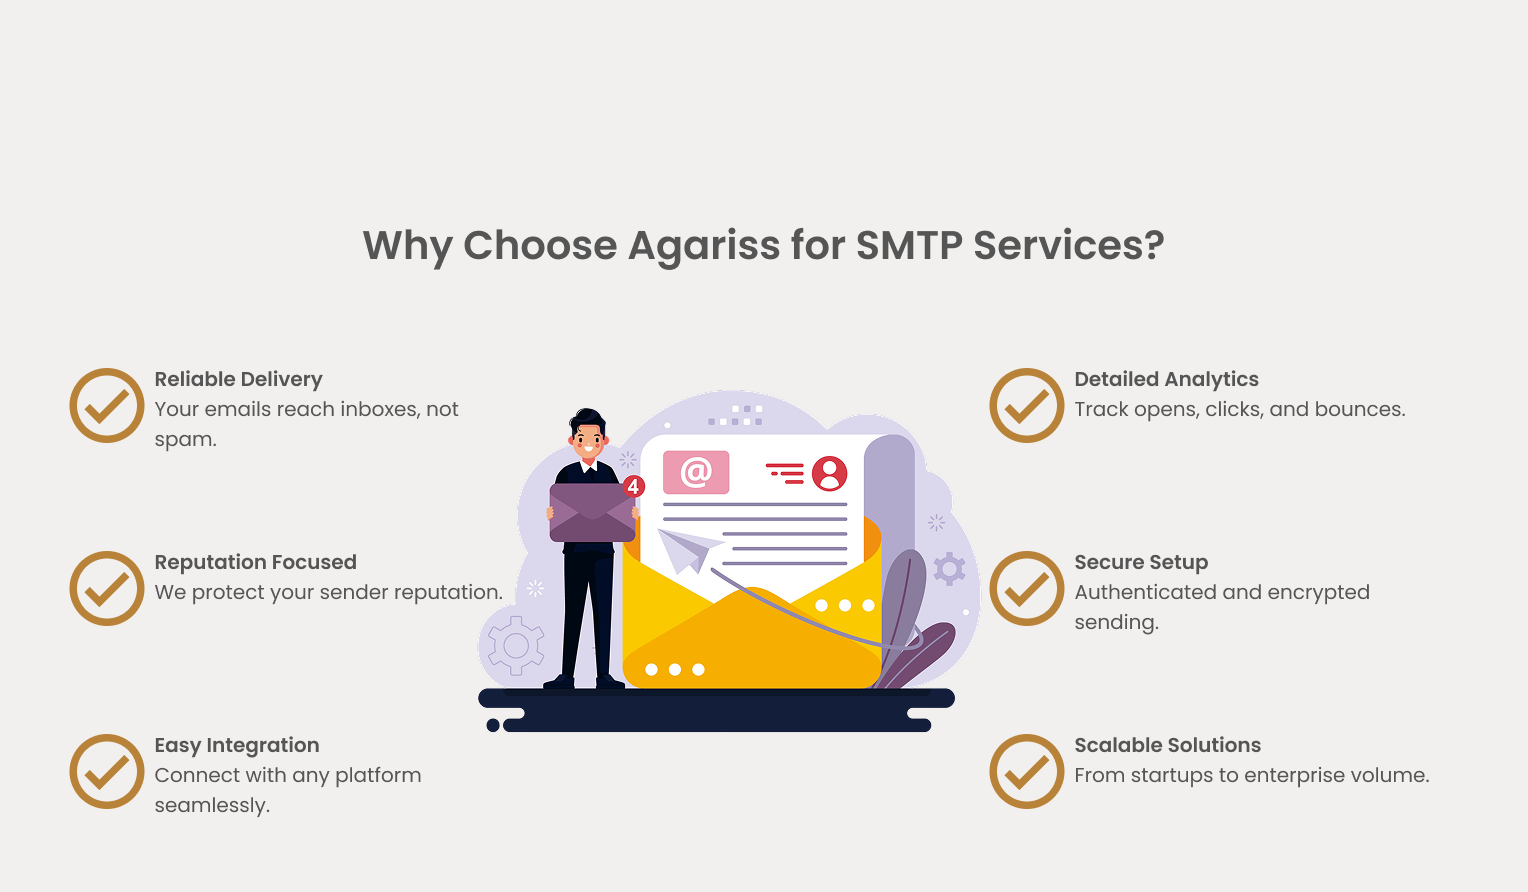 Why Choose Agariss for SMTP Services?
Reliable Delivery
Your emails reach inboxes, not
spam.
Reputation Focused
We protect your sender reputation.
Easy Integration
Connect with any platform
seamlessly.
4
@
Detailed Analytics
Track opens, clicks, and bounces.
Secure Setup
Authenticated and encrypted
sending.
Scalable Solutions
From startups to enterprise volume.